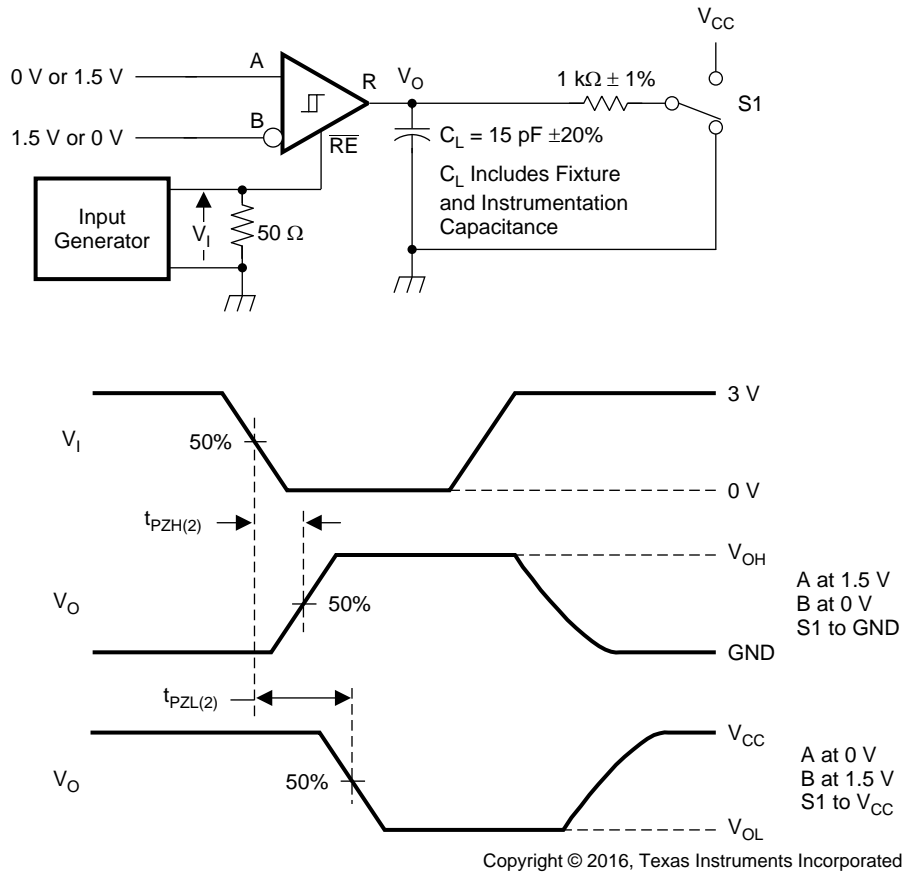 V_CC
A
0 V or 1.5 V
R
V_O
1 kΩ ± 1%
S1
B
1.5 V or 0 V
RE
C_L = 15 pF ±20%
C_L Includes Fixture
and Instrumentation
Capacitance
Input
Generator
V_I
50 Ω
3 V
V_I
50%
0 V
t_PZH(2)
V_OH
A at 1.5 V
B at 0 V
S1 to GND
V_O
50%
GND
t_PZL(2)
V_CC
A at 0 V
B at 1.5 V
S1 to V_CC
V_O
50%
V_OL
Copyright © 2016, Texas Instruments Incorporated